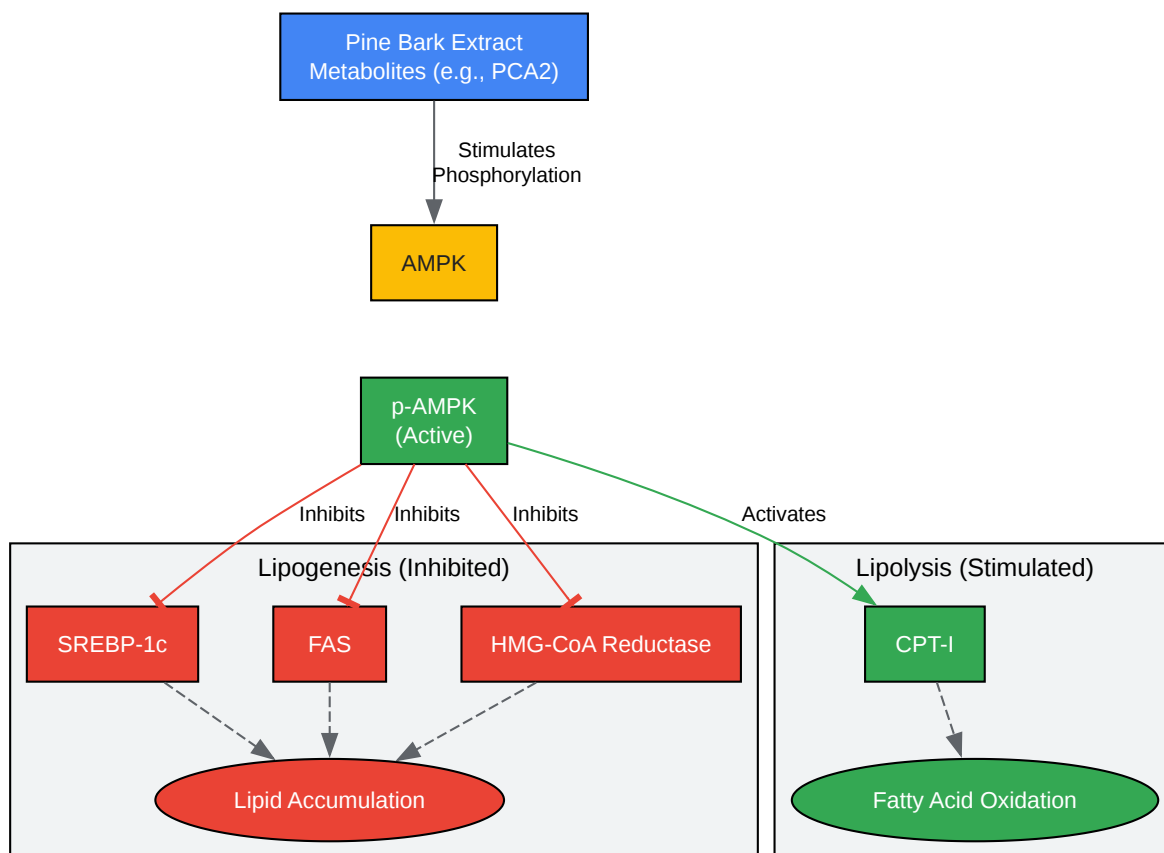 Pine Bark Extract
Metabolites (e.g., PCA2)
Stimulates
Phosphorylation
AMPK
p-AMPK
(Active)
Inhibits
Inhibits
Inhibits
Activates
Lipogenesis (Inhibited)
Lipolysis (Stimulated)
SREBP-1c
FAS
HMG-CoA Reductase
CPT-I
Lipid Accumulation
Fatty Acid Oxidation